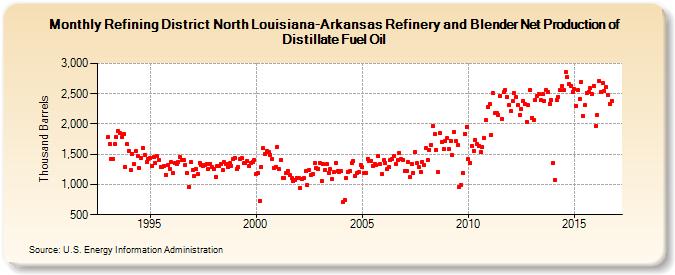 Monthly Refining District North Louisiana-Arkansas Refinery and Blender Net Production of
Distillate Fuel Oil
Thousand Barrels
3,000
2,500
2,000
1,500
1,000
500
1995
2000
2005
2010
2015
Source: U.S. Energy Information Administration